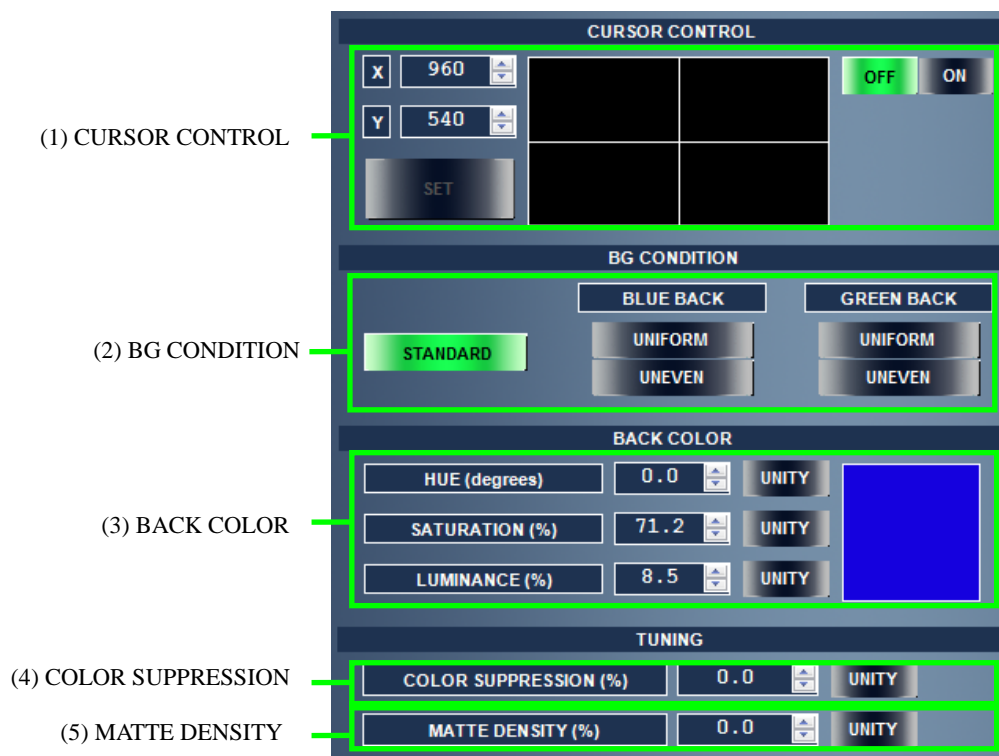 CURSOR CONTROL
(1) CURSOR CONTROL
X 960 OFF ON
Y 540
SET
BG CONDITION
(2) BG CONDITION
BLUE BACK GREEN BACK
STANDARD
UNIFORM UNIFORM
UNEVEN UNEVEN
BACK COLOR
(3) BACK COLOR
HUE (degrees) 0.0 UNITY
SATURATION (%) 71.2 UNITY
LUMINANCE (%) 8.5 UNITY
TUNING
(4) COLOR SUPPRESSION
COLOR SUPPRESSION (%) 0.0 UNITY
(5) MATTE DENSITY
MATTE DENSITY (%) 0.0 UNITY